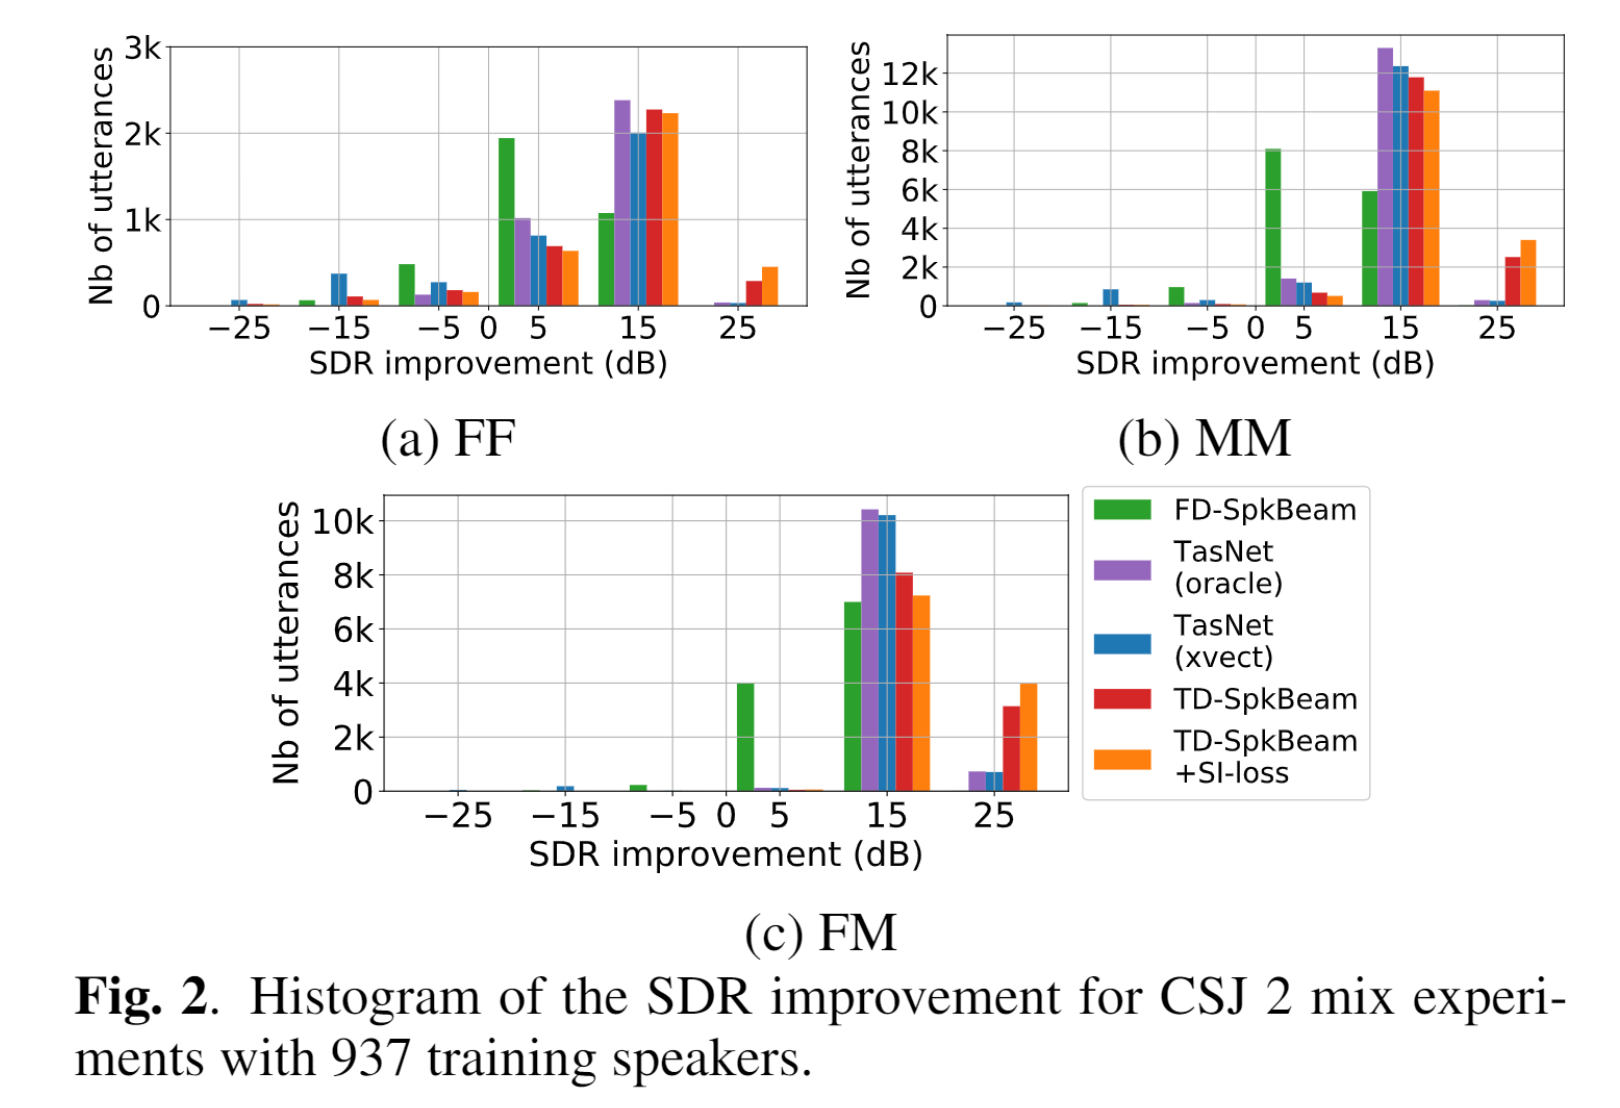 3k
2k
1k
0
Nb of utterances
−25 −15 −5 0 5 15 25
SDR improvement (dB)
(a) FF
12k
10k
8k
6k
4k
2k
0
Nb of utterances
−25 −15 −5 0 5 15 25
SDR improvement (dB)
(b) MM
10k
8k
6k
4k
2k
0
Nb of utterances
−25 −15 −5 0 5 15 25
SDR improvement (dB)
FD-SpkBeam
TasNet
(oracle)
TasNet
(xvect)
TD-SpkBeam
TD-SpkBeam
+SI-loss
(c) FM
Fig. 2. Histogram of the SDR improvement for CSJ 2 mix experi-
ments with 937 training speakers.